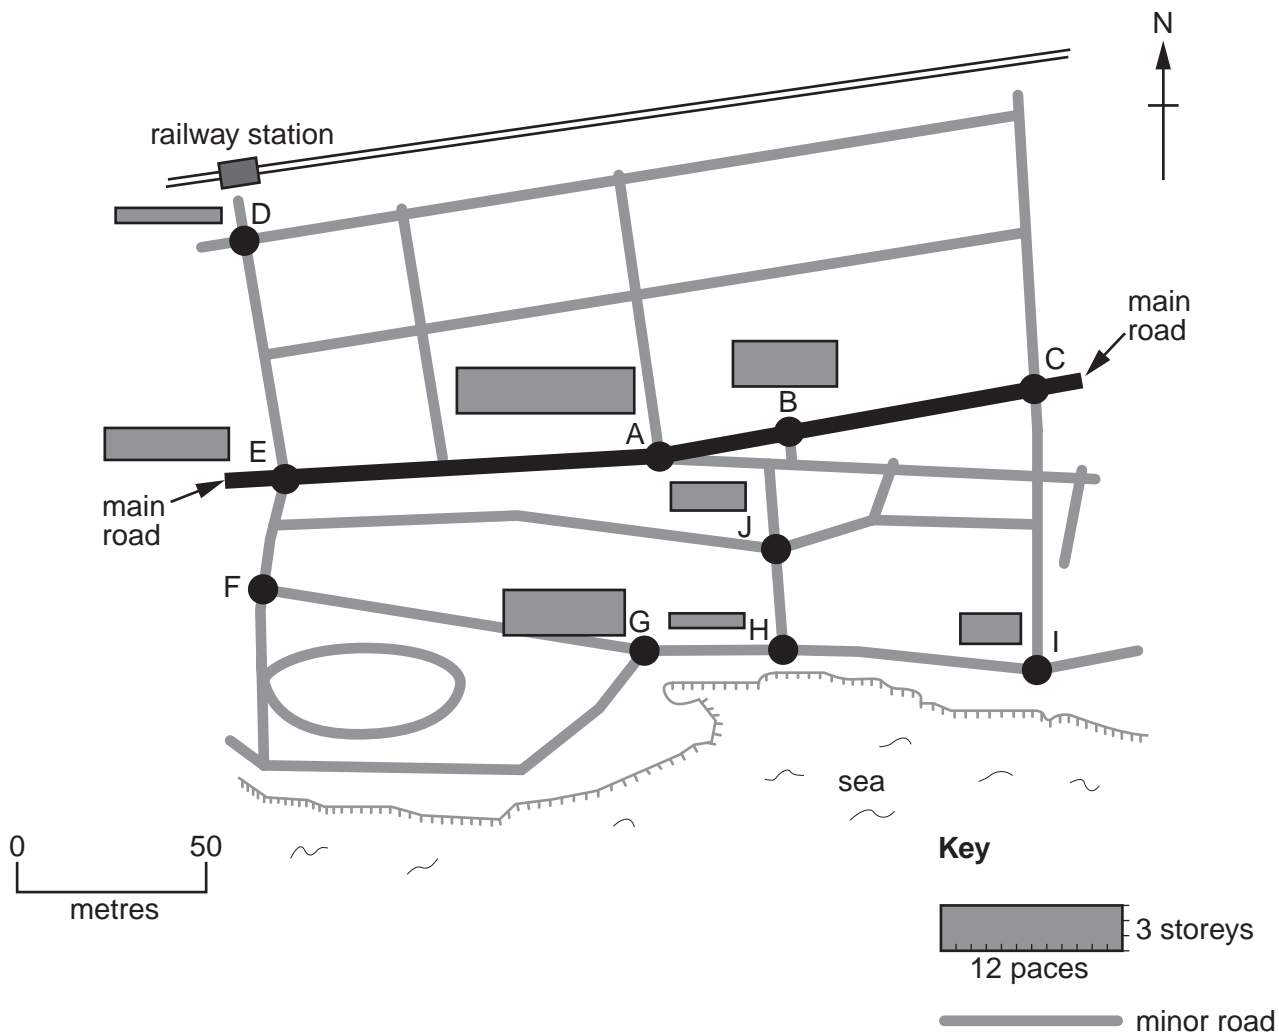 N
railway station
D
main
road
C
B
A
E
main
road
J
F
G
H
I
sea
0 50
metres
Key
3 storeys
12 paces
minor road